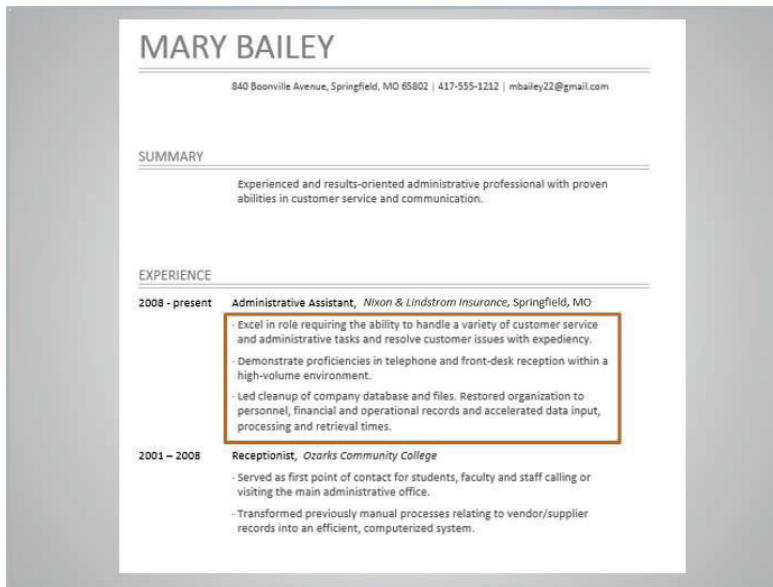 MARY BAILEY
840 Boonville Avenue, Springfield, MO 65802 | 417-555-1212 | mbailey22@gmail.com
SUMMARY
Experienced and results-oriented administrative professional with proven
abilities in customer service and communication.
EXPERIENCE
2008 - present Administrative Assistant, Nixon & Lindstrom Insurance, Springfield, MO
- Excel in role requiring the ability to handle a variety of customer service
and administrative tasks and resolve customer issues with expediency.
- Demonstrate proficiencies in telephone and front-desk reception within a
high-volume environment.
- Led cleanup of company database and files. Restored organization to
personnel, financial and operational records and accelerated data input,
processing and retrieval times.
2001 – 2008 Receptionist, Ozarks Community College
- Served as first point of contact for students, faculty and staff calling or
visiting the main administrative office.
- Transformed previously manual processes relating to vendor/supplier
records into an efficient, computerized system.